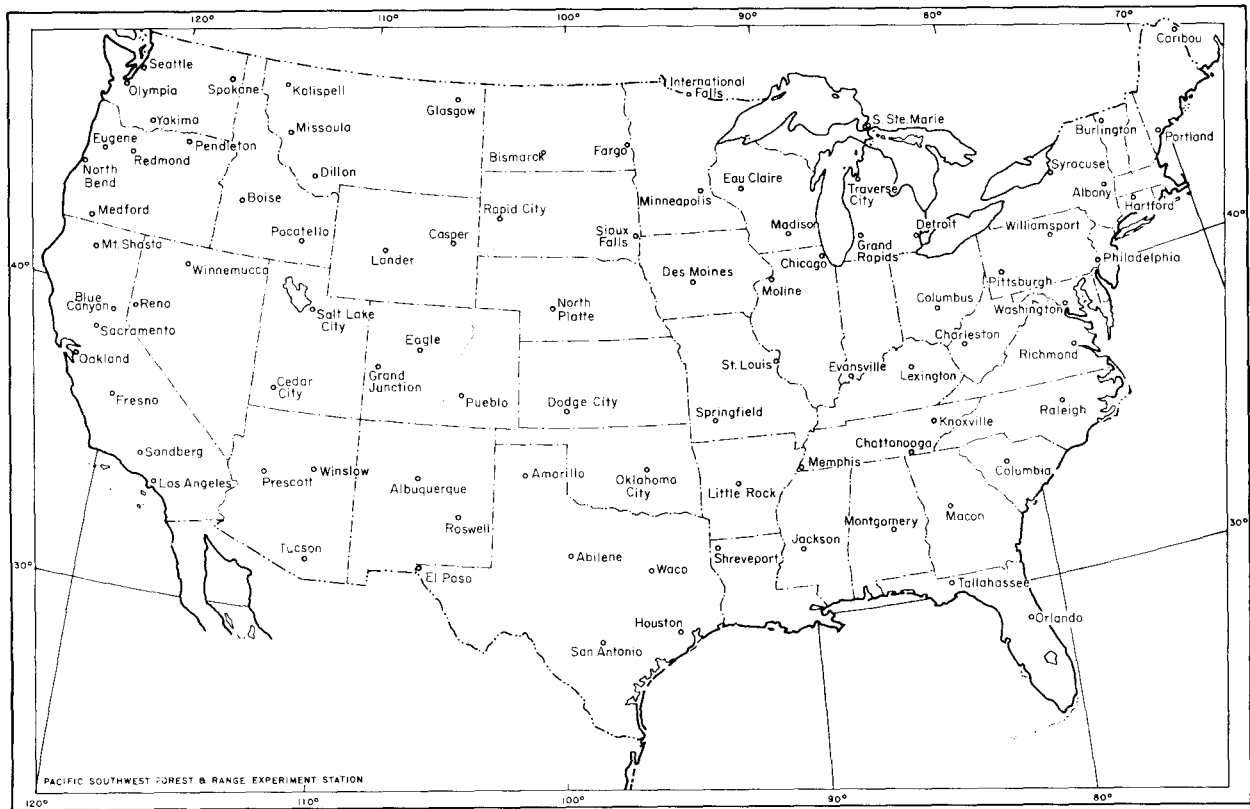 120°
110°
100°
90°
80°
70°
Caribou
Seattle
Olympia
Spokane
Kalispell
Glasgow
International
Falls
S. Ste. Marie
Burlington
Portland
Yakima
Missoula
Eugene
Redmond
Pendleton
Bismarck
Fargo
North
Bend
Dillon
Eau Claire
Traverse
City
Syracuse
Albany
Hartford
Medford
Boise
Minneapolis
Rapid City
Mt. Shasta
Pocatello
Casper
Lander
Sioux
Falls
Madison
Grand
Rapids
Detroit
Williamsport
40°
40°
Winnemucca
Des Moines
Chicago
Moline
Philadelphia
Pittsburgh
Blue
Canyon
Reno
Salt Lake
City
North
Platte
Columbus
Washington
Sacramento
Oakland
Eagle
Grand
Junction
St. Louis
Evansville
Lexington
Charleston
Richmond
Fresno
Cedar
City
Pueblo
Dodge City
Springfield
Knoxville
Raleigh
Sandberg
Los Angeles
Prescott
Winslow
Albuquerque
Amarillo
Oklahoma
City
Little Rock
Memphis
Chattanooga
Columbia
Roswell
Montgomery
Macon
30°
30°
Tucson
El Paso
Abilene
Waco
Shreveport
Jackson
Tallahassee
Houston
San Antonio
Orlando
PACIFIC SOUTHWEST FOREST & RANGE EXPERIMENT STATION
120°
110°
100°
90°
80°